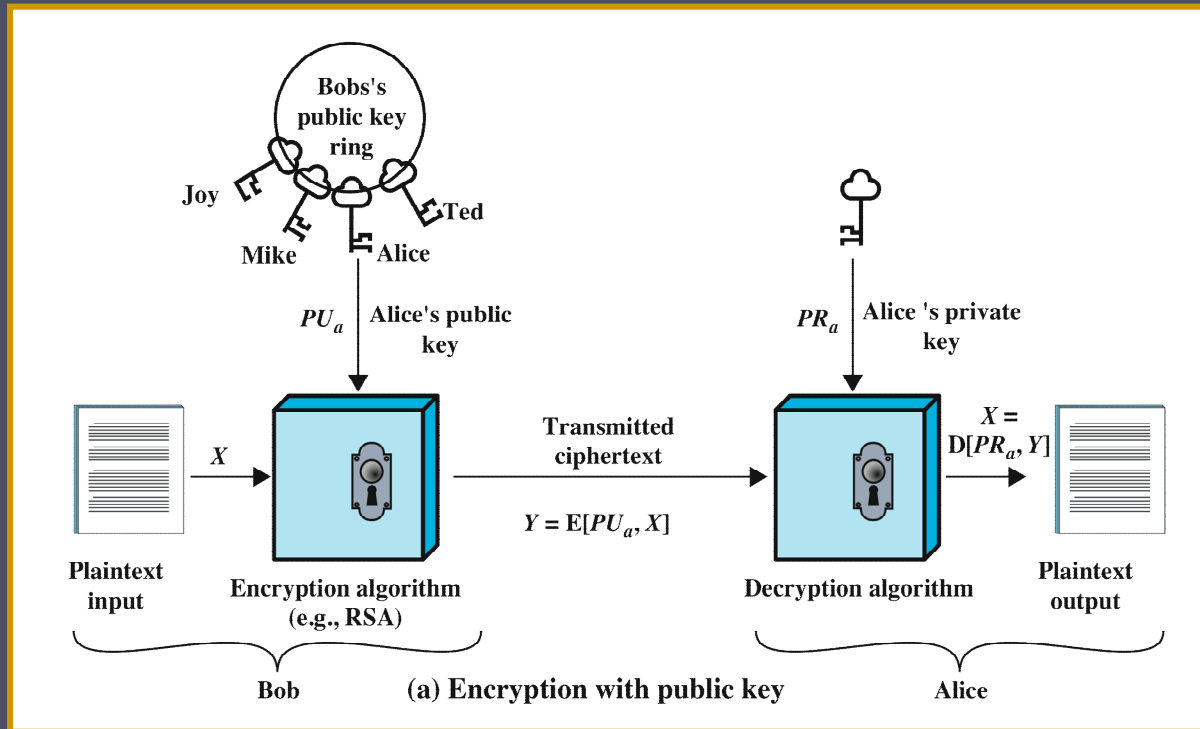 Bobs's
public key
ring
Joy
Ted
Mike
Alice
PUa
Alice's public
key
PRa
Alice 's private
key
X
Transmitted
ciphertext
X =
D[PRa, Y]
Y = E[PUa, X]
Plaintext
input
Encryption algorithm
(e.g., RSA)
Decryption algorithm
Plaintext
output
Bob
(a) Encryption with public key
Alice